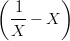 (1/X − X)